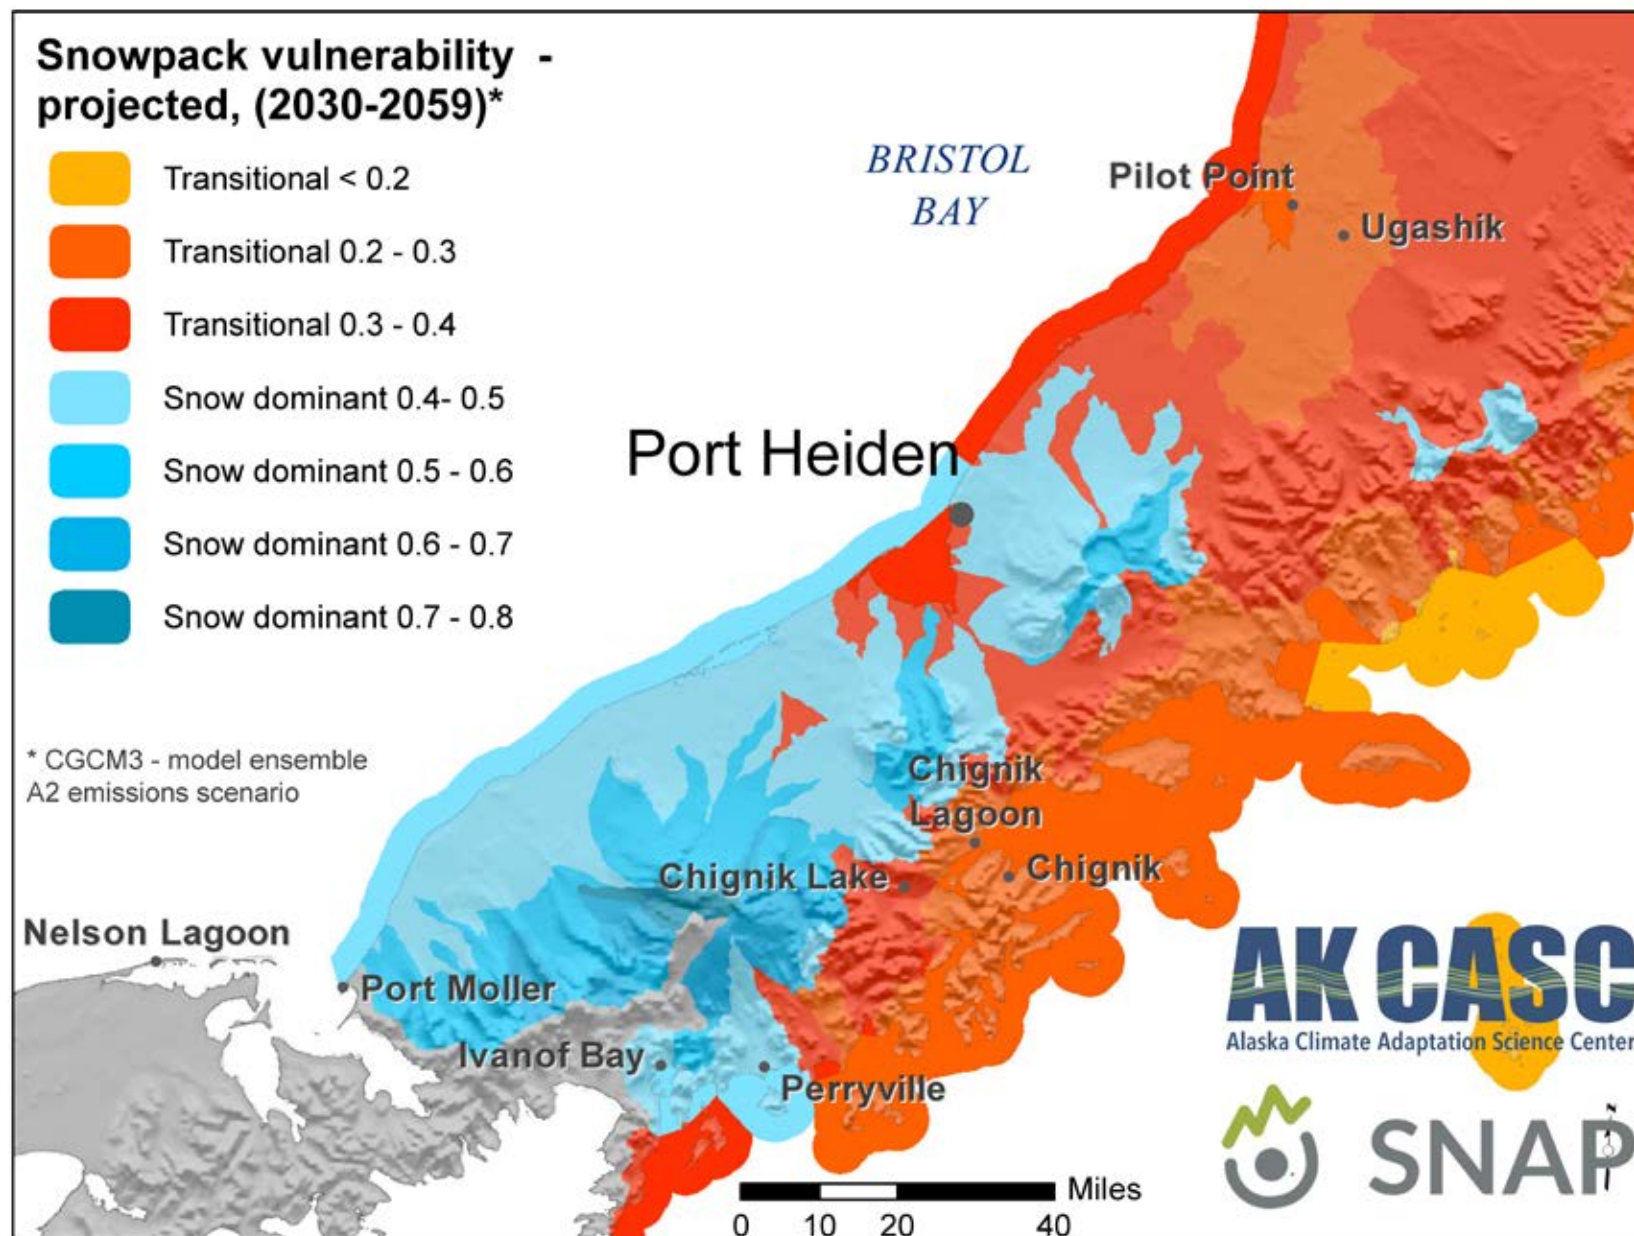 Snowpack vulnerability -
projected, (2030-2059)*
Transitional < 0.2
Transitional 0.2 - 0.3
Transitional 0.3 - 0.4
Snow dominant 0.4- 0.5
Snow dominant 0.5 - 0.6
Snow dominant 0.6 - 0.7
Snow dominant 0.7 - 0.8
* CGCM3 - model ensemble
A2 emissions scenario
BRISTOL
BAY
Pilot Point
Ugashik
Port Heiden
Chignik
Lagoon
Chignik Lake
Chignik
Nelson Lagoon
Port Moller
Ivanof Bay
Perryville
AK CASC
Alaska Climate Adaptation Science Center
SNAP
N
Miles
0 10 20 40